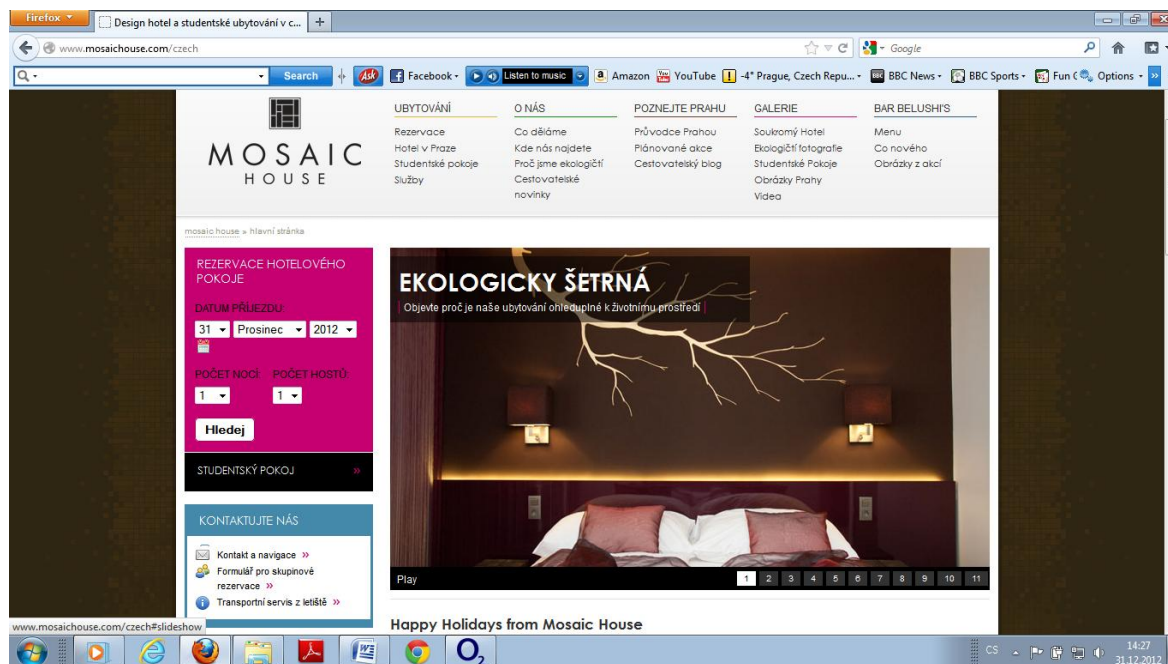 Firefox
Design hotel a studentské ubytování v c...
www.mosaichouse.com/czech
Google
Search
Ask
Facebook
Listen to music
Amazon
YouTube
-4° Prague, Czech Repu...
BBC News
BBC Sports
Fun
Options
MOSAIC
HOUSE
UBYTOVÁNÍ
Rezervace
Hotel v Praze
Studentské pokoje
Služby
O NÁS
Co děláme
Kde nás najdete
Proč jsme ekologičtí
Cestovatelské
novinky
POZNEJTE PRAHU
Průvodce Prahou
Plánované akce
Cestovatelský blog
GALERIE
Soukromý Hotel
Ekologičtí fotografie
Studentské Pokoje
Obrázky Prahy
Videa
BAR BELUSHI'S
Menu
Co nového
Obrázky z akcí
mosaic house » hlavní stránka
REZERVACE HOTELOVÉHO
POKOJE
DATUM PŘÍJEZDU:
31 Prosinec 2012
POČET NOCÍ: POČET HOSTŮ:
1 1
Hledej
STUDENTSKÝ POKOJ »
KONTAKTUJTE NÁS
Kontakt a navigace »
Formulář pro skupinové
rezervace »
Transportní servis z letiště »
EKOLOGICKY ŠETRNÁ
Objevte proč je naše ubytování ohleduplné k životnímu prostředí
Play
1 2 3 4 5 6 7 8 9 10 11
Happy Holidays from Mosaic House
www.mosaichouse.com/czech#slideshow
O2
CS
14:27
31.12.2012